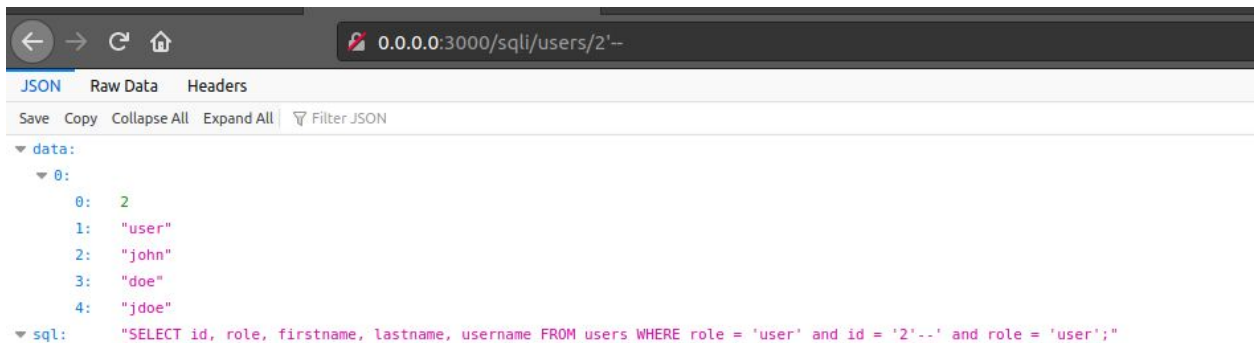 0.0.0.0:3000/sqli/users/2'--
JSON Raw Data Headers
Save Copy Collapse All Expand All Filter JSON
data:
0:
0: 2
1: "user"
2: "john"
3: "doe"
4: "jdoe"
sql: "SELECT id, role, firstname, lastname, username FROM users WHERE role = 'user' and id = '2'--' and role = 'user';"